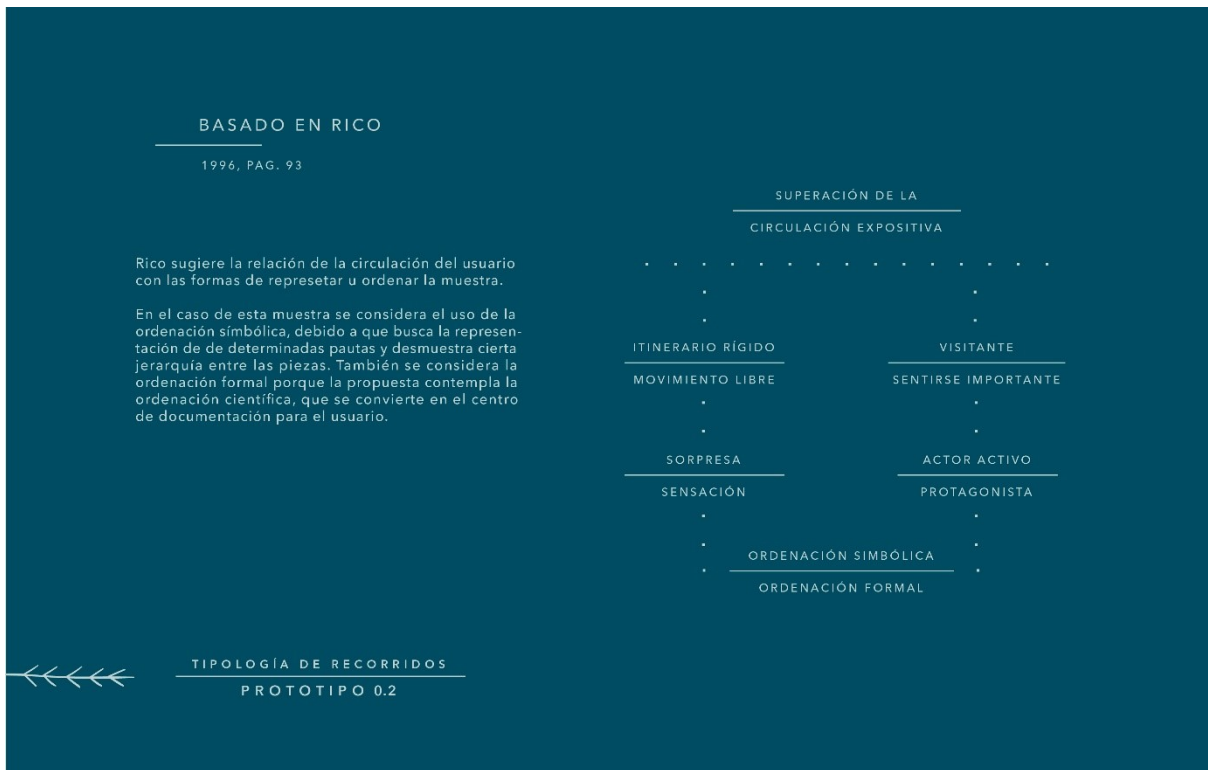 BASADO EN RICO
1996, PAG. 93
Rico sugiere la relación de la circulación del usuario
con las formas de represetar u ordenar la muestra.
En el caso de esta muestra se considera el uso de la
ordenación símbólica, debido a que busca la represen-
tación de de determinadas pautas y desmuestra cierta
jerarquía entre las piezas. También se considera la
ordenación formal porque la propuesta contempla la
ordenación científica, que se convierte en el centro
de documentación para el usuario.
SUPERACIÓN DE LA
CIRCULACIÓN EXPOSITIVA
ITINERARIO RÍGIDO
MOVIMIENTO LIBRE
VISITANTE
SENTIRSE IMPORTANTE
SORPRESA
SENSACIÓN
ACTOR ACTIVO
PROTAGONISTA
ORDENACIÓN SIMBÓLICA
ORDENACIÓN FORMAL
TIPOLOGÍA DE RECORRIDOS
PROTOTIPO 0.2